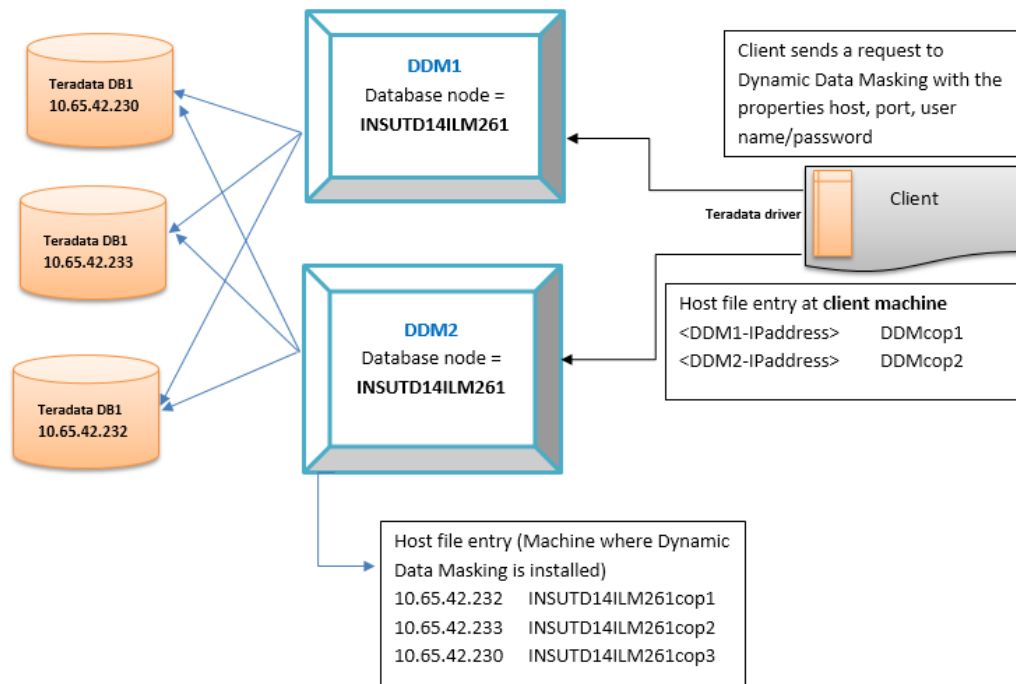 Teradata DB1
10.65.42.230
Teradata DB1
10.65.42.233
Teradata DB1
10.65.42.232
DDM1
Database node =
INSUTD14ILM261
DDM2
Database node =
INSUTD14ILM261
Client sends a request to
Dynamic Data Masking with the
properties host, port, user
name/password
Teradata driver
Client
Host file entry at client machine
<DDM1-IPaddress> DDMcop1
<DDM2-IPaddress> DDMcop2
Host file entry (Machine where Dynamic
Data Masking is installed)
10.65.42.232 INSUTD14ILM261cop1
10.65.42.233 INSUTD14ILM261cop2
10.65.42.230 INSUTD14ILM261cop3